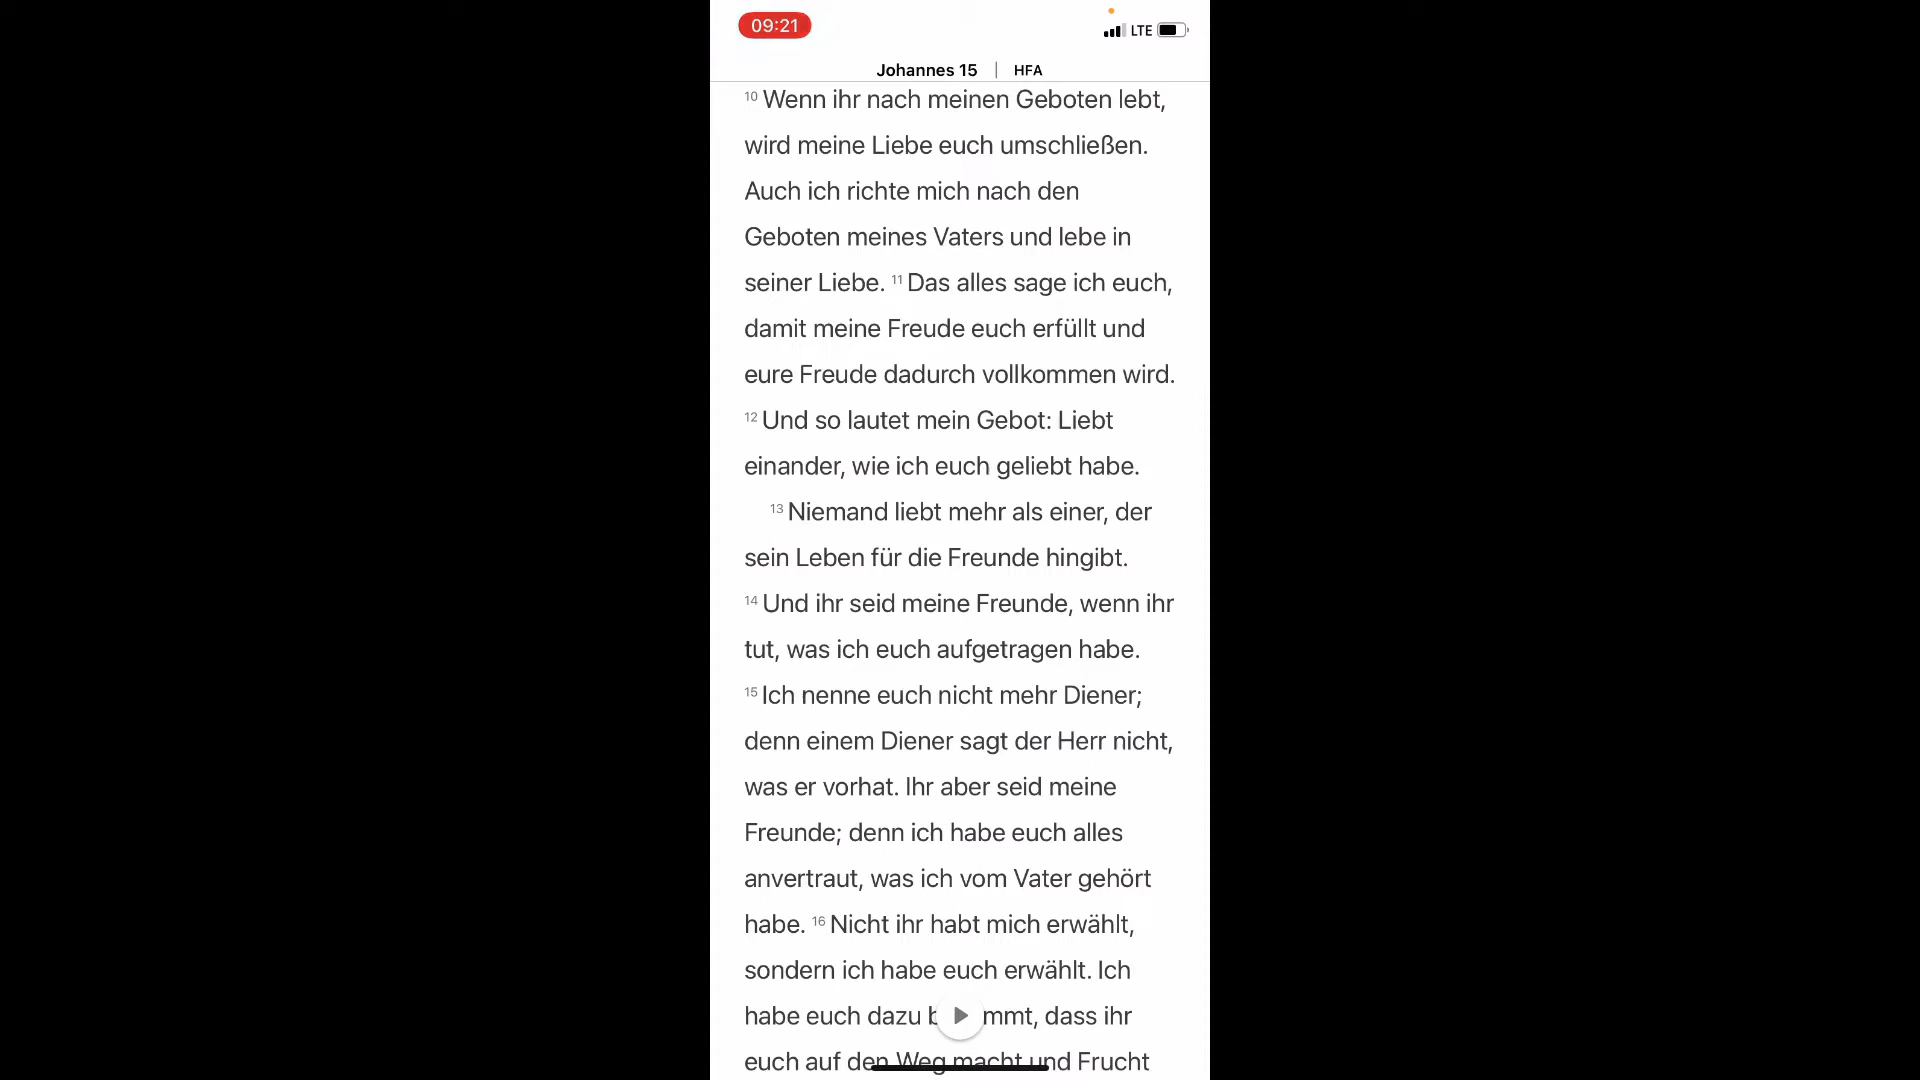 09:21
LTE
Johannes 15 | HFA
10 Wenn ihr nach meinen Geboten lebt,
wird meine Liebe euch umschließen.
Auch ich richte mich nach den
Geboten meines Vaters und lebe in
seiner Liebe. 11 Das alles sage ich euch,
damit meine Freude euch erfüllt und
eure Freude dadurch vollkommen wird.
12 Und so lautet mein Gebot: Liebt
einander, wie ich euch geliebt habe.
13 Niemand liebt mehr als einer, der
sein Leben für die Freunde hingibt.
14 Und ihr seid meine Freunde, wenn ihr
tut, was ich euch aufgetragen habe.
15 Ich nenne euch nicht mehr Diener;
denn einem Diener sagt der Herr nicht,
was er vorhat. Ihr aber seid meine
Freunde; denn ich habe euch alles
anvertraut, was ich vom Vater gehört
habe. 16 Nicht ihr habt mich erwählt,
sondern ich habe euch erwählt. Ich
habe euch dazu dass ihr
euch auf den Weg macht und Frucht